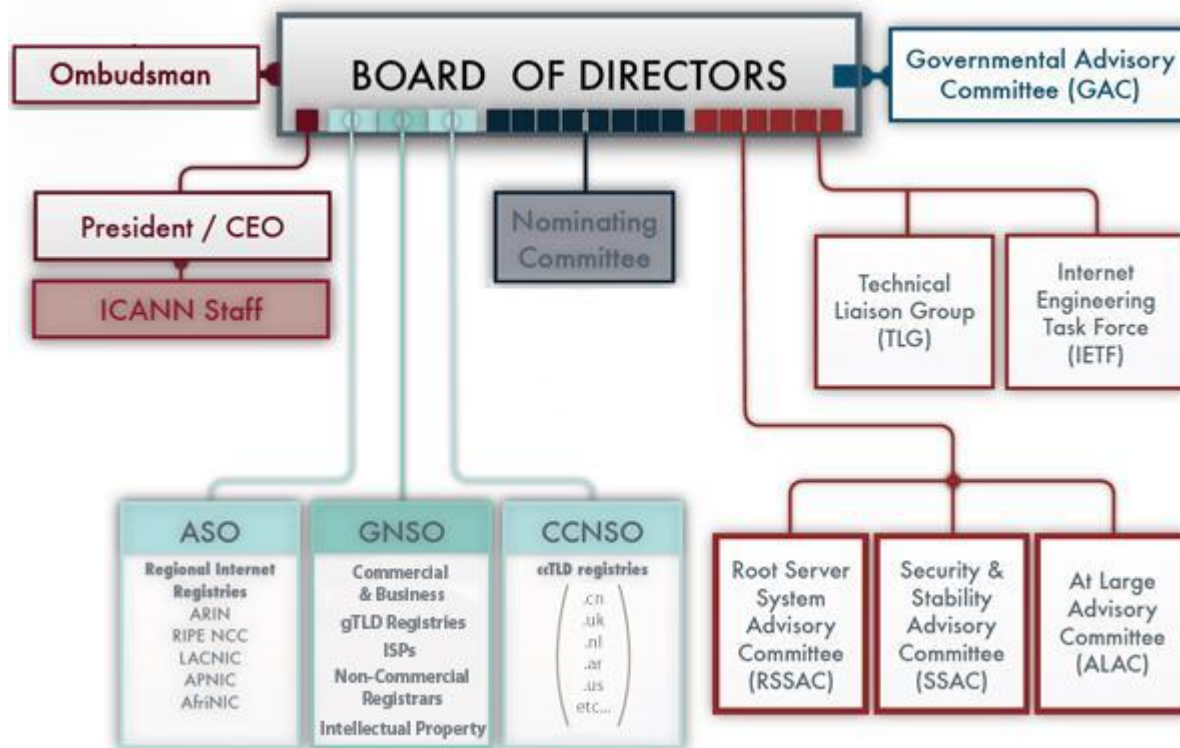 BOARD OF DIRECTORS
Ombudsman
Governmental Advisory
Committee (GAC)
President / CEO
ICANN Staff
Nominating
Committee
Technical
Liaison Group
(TLG)
Internet
Engineering
Task Force
(IETF)
ASO
Regional Internet
Registries
ARIN
RIPE NCC
LACNIC
APNIC
AfriNIC
GNSO
Commercial
& Business
gTLD Registries
ISPs
Non-Commercial
Registrars
Intellectual Property
CCNSO
ccTLD registries
.cn
.uk
.nl
.ar
.us
etc...
Root Server
System
Advisory
Committee
(RSSAC)
Security &
Stability
Advisory
Committee
(SSAC)
At Large
Advisory
Committee
(ALAC)